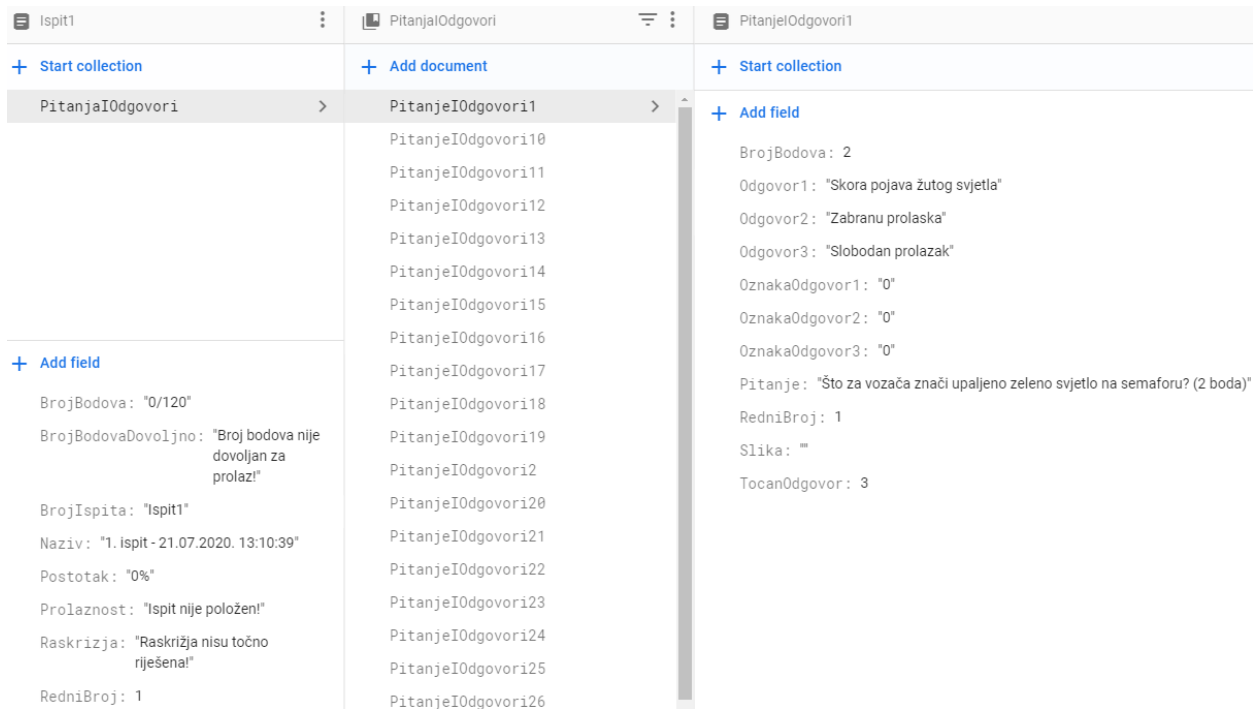 Ispit1
Start collection
PitanjaIOdgovori
Add field
BrojBodova: "0/120"
BrojBodovaDovoljno: "Broj bodova nije
dovoljan za
prolaz!"
BrojIspita: "Ispit1"
Naziv: "1. ispit - 21.07.2020. 13:10:39"
Postotak: "0%"
Prolaznost: "Ispit nije položen!"
Raskrizja: "Raskrižja nisu točno
riješena!"
RedniBroj: 1
PitanjaIOdgovori
Add document
PitanjeIOdgovori1
PitanjeIOdgovori10
PitanjeIOdgovori11
PitanjeIOdgovori12
PitanjeIOdgovori13
PitanjeIOdgovori14
PitanjeIOdgovori15
PitanjeIOdgovori16
PitanjeIOdgovori17
PitanjeIOdgovori18
PitanjeIOdgovori19
PitanjeIOdgovori2
PitanjeIOdgovori20
PitanjeIOdgovori21
PitanjeIOdgovori22
PitanjeIOdgovori23
PitanjeIOdgovori24
PitanjeIOdgovori25
PitanjeIOdgovori26
PitanjeIOdgovori1
Start collection
Add field
BrojBodova: 2
Odgovor1: "Skora pojava žutog svjetla"
Odgovor2: "Zabranu prolaska"
Odgovor3: "Slobodan prolazak"
OznakaOdgovor1: "0"
OznakaOdgovor2: "0"
OznakaOdgovor3: "0"
Pitanje: "Što za vozača znači upaljeno zeleno svjetlo na semaforu? (2 boda)"
RedniBroj: 1
Slika: ""
TocanOdgovor: 3